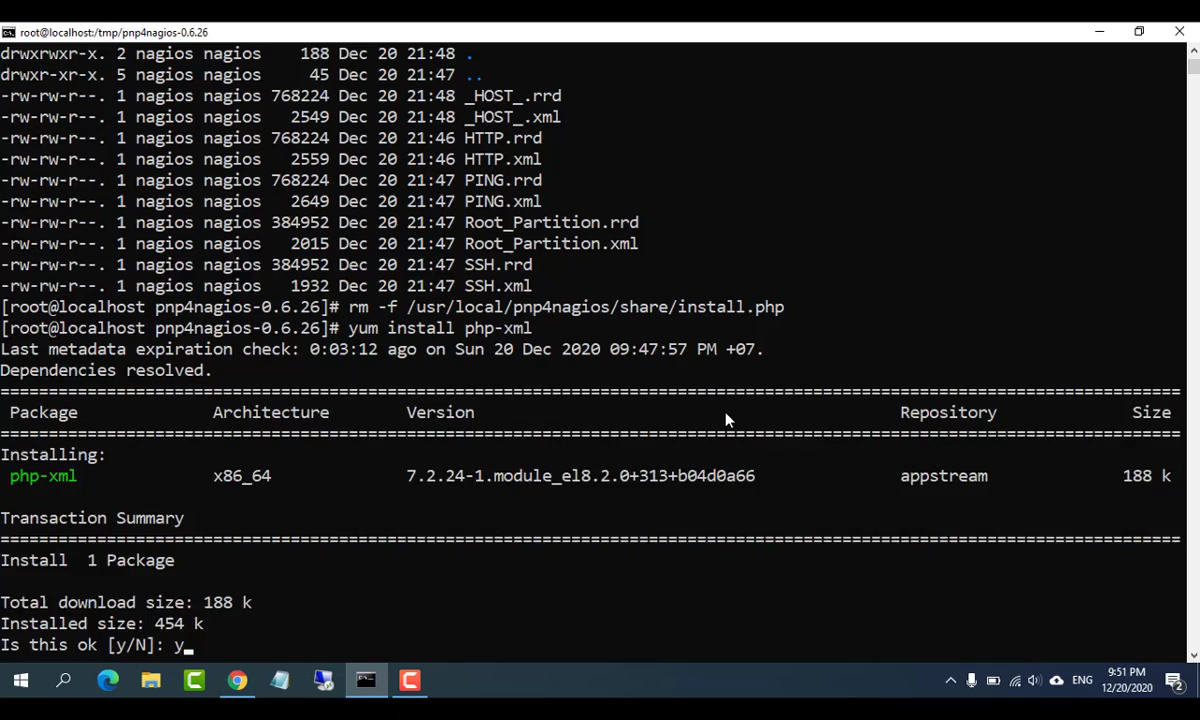 root@localhost:/tmp/pnp4nagios-0.6.26
drwxrwxr-x. 2 nagios nagios    188 Dec 20 21:48 .
drwxr-xr-x. 5 nagios nagios     45 Dec 20 21:47 ..
-rw-rw-r--. 1 nagios nagios 768224 Dec 20 21:48 _HOST_.rrd
-rw-rw-r--. 1 nagios nagios   2549 Dec 20 21:48 _HOST_.xml
-rw-rw-r--. 1 nagios nagios 768224 Dec 20 21:46 HTTP.rrd
-rw-rw-r--. 1 nagios nagios   2559 Dec 20 21:46 HTTP.xml
-rw-rw-r--. 1 nagios nagios 768224 Dec 20 21:47 PING.rrd
-rw-rw-r--. 1 nagios nagios   2649 Dec 20 21:47 PING.xml
-rw-rw-r--. 1 nagios nagios 384952 Dec 20 21:47 Root_Partition.rrd
-rw-rw-r--. 1 nagios nagios   2015 Dec 20 21:47 Root_Partition.xml
-rw-rw-r--. 1 nagios nagios 384952 Dec 20 21:47 SSH.rrd
-rw-rw-r--. 1 nagios nagios   1932 Dec 20 21:47 SSH.xml
[root@localhost pnp4nagios-0.6.26]# rm -f /usr/local/pnp4nagios/share/install.php
[root@localhost pnp4nagios-0.6.26]# yum install php-xml
Last metadata expiration check: 0:03:12 ago on Sun 20 Dec 2020 09:47:57 PM +07.
Dependencies resolved.
Package Architecture Version Repository Size
Installing:
php-xml x86_64 7.2.24-1.module_el8.2.0+313+b04d0a66 appstream 188 k
Transaction Summary
Install  1 Package
Total download size: 188 k
Installed size: 454 k
Is this ok [y/N]: y
ENG
9:51 PM
12/20/2020
2